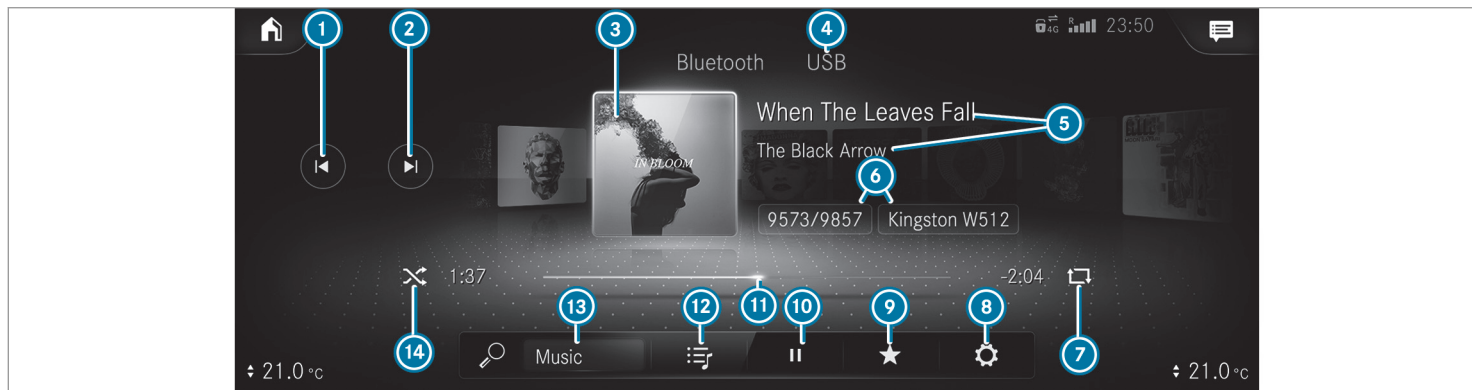 1 2 3 4
4G R 23:50
Bluetooth USB
When The Leaves Fall
5
The Black Arrow
IN BLOOM
6
9573/9857 Kingston W512
1:37 -2:04
14 13 12 11 10 9 8 7
Music
21.0 °C 21.0 °C